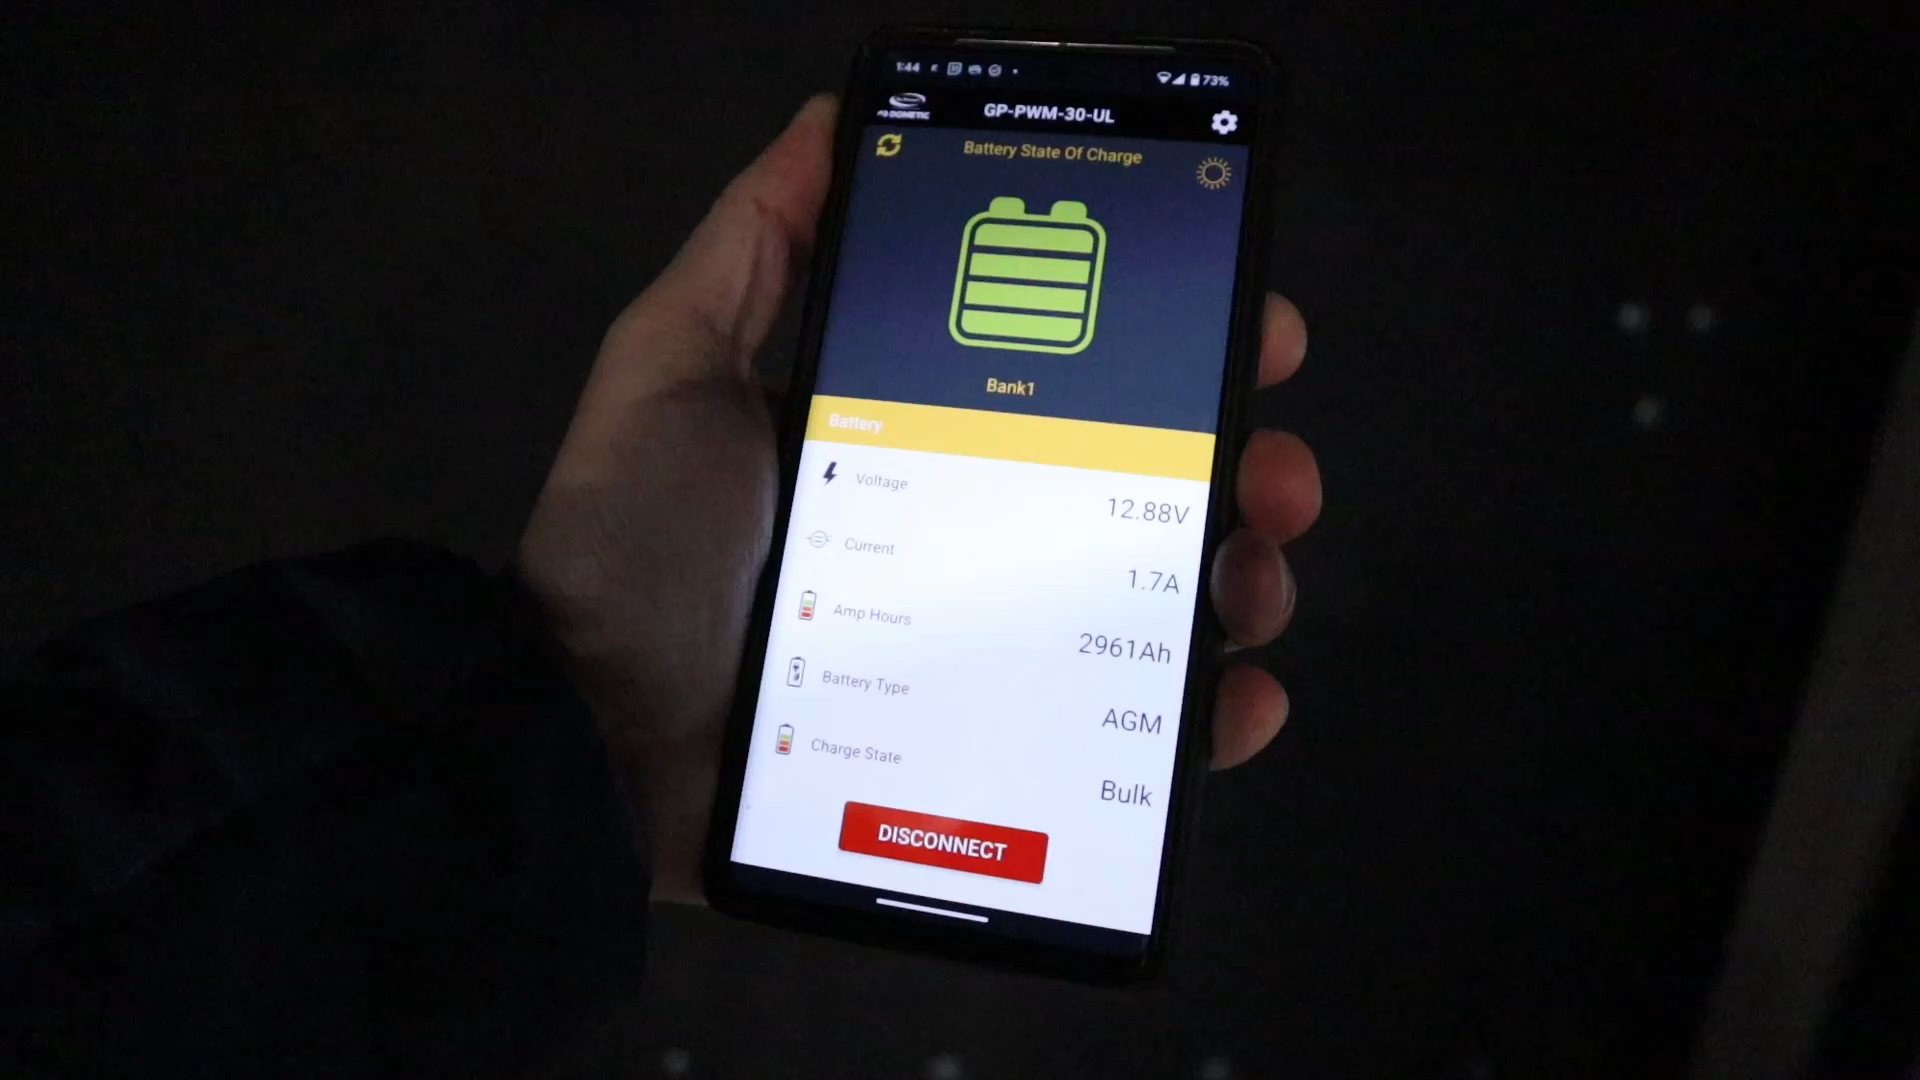 1:44
73%
DOMETIC
GP-PWM-30-UL
Battery State Of Charge
Bank1
Battery
Voltage
12.88V
Current
1.7A
Amp Hours
2961Ah
Battery Type
AGM
Charge State
Bulk
DISCONNECT